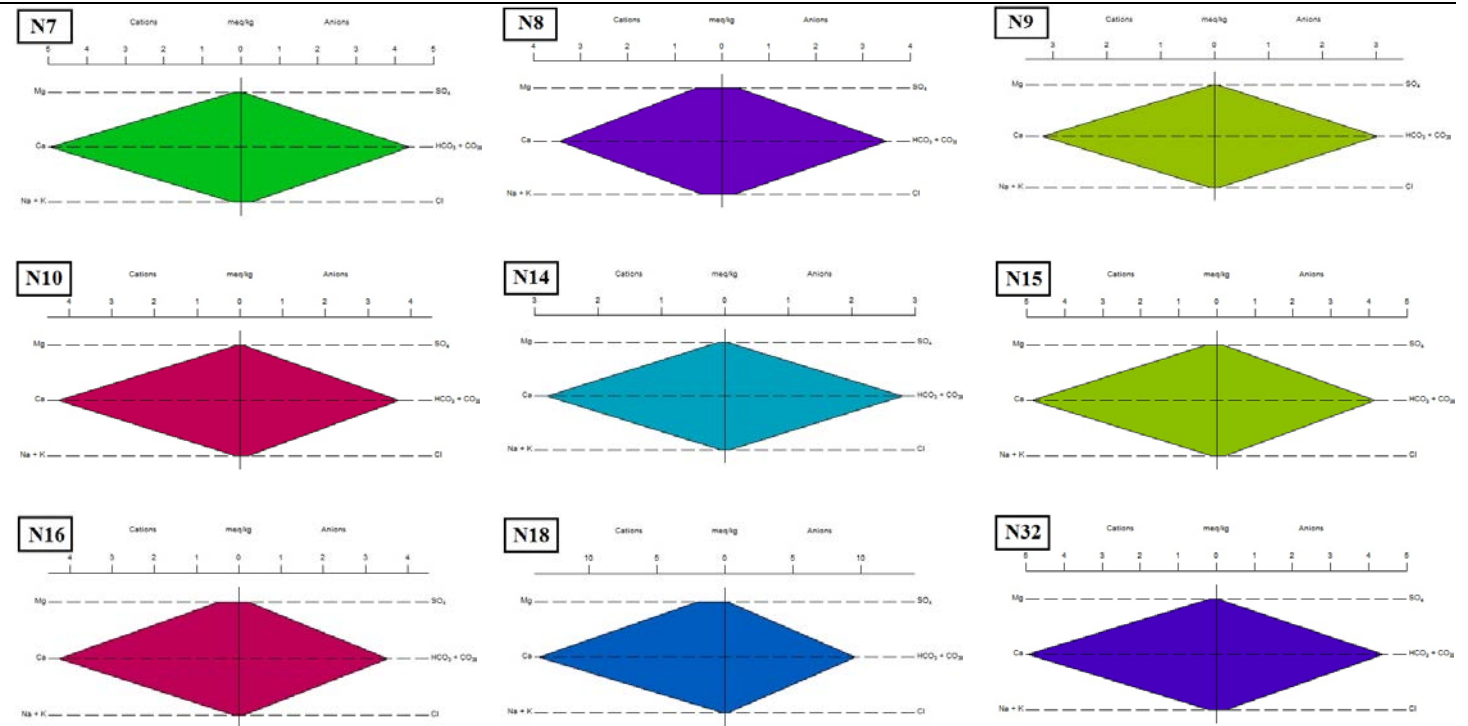 N7
Cations meq/kg Anions
5 4 3 2 1 0 1 2 3 4 5
Mg SO₄
Ca HCO₃ + CO₃
Na + K Cl
N8
Cations meq/kg Anions
4 3 2 1 0 1 2 3 4
Mg SO₄
Ca HCO₃ + CO₃
Na + K Cl
N9
Cations meq/kg Anions
3 2 1 0 1 2 3
Mg SO₄
Ca HCO₃ + CO₃
Na + K Cl
N10
Cations meq/kg Anions
4 3 2 1 0 1 2 3 4
Mg SO₄
Ca HCO₃ + CO₃
Na + K Cl
N14
Cations meq/kg Anions
3 2 1 0 1 2 3
Mg SO₄
Ca HCO₃ + CO₃
Na + K Cl
N15
Cations meq/kg Anions
5 4 3 2 1 0 1 2 3 4 5
Mg SO₄
Ca HCO₃ + CO₃
Na + K Cl
N16
Cations meq/kg Anions
4 3 2 1 0 1 2 3 4
Mg SO₄
Ca HCO₃ + CO₃
Na + K Cl
N18
Cations meq/kg Anions
10 5 0 5 10
Mg SO₄
Ca HCO₃ + CO₃
Na + K Cl
N32
Cations meq/kg Anions
5 4 3 2 1 0 1 2 3 4 5
Mg SO₄
Ca HCO₃ + CO₃
Na + K Cl